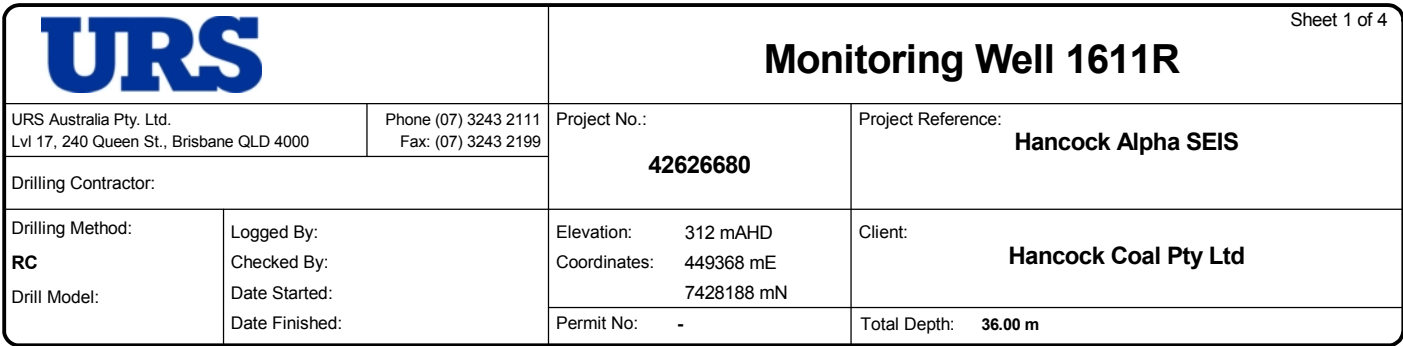 URS
Sheet 1 of 4
Monitoring Well 1611R
URS Australia Pty. Ltd.
Lvl 17, 240 Queen St., Brisbane QLD 4000
Phone (07) 3243 2111
Fax: (07) 3243 2199
Project No.:
42626680
Project Reference:
Hancock Alpha SEIS
Drilling Contractor:
Drilling Method:
RC
Drill Model:
Logged By:
Checked By:
Date Started:
Date Finished:
Elevation: 312 mAHD
Coordinates: 449368 mE
7428188 mN
Permit No: -
Client:
Hancock Coal Pty Ltd
Total Depth: 36.00 m